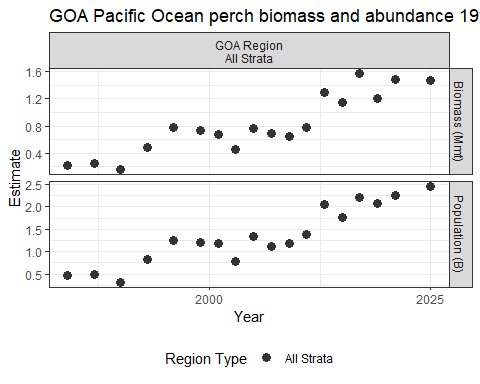 GOA Pacific Ocean perch biomass and abundance 19
GOA Region
All Strata
1.6
1.2
0.8
0.4
Biomass (Mmt)
Estimate
2.5
2.0
1.5
1.0
0.5
Population (B)
2000
2025
Year
Region Type
All Strata